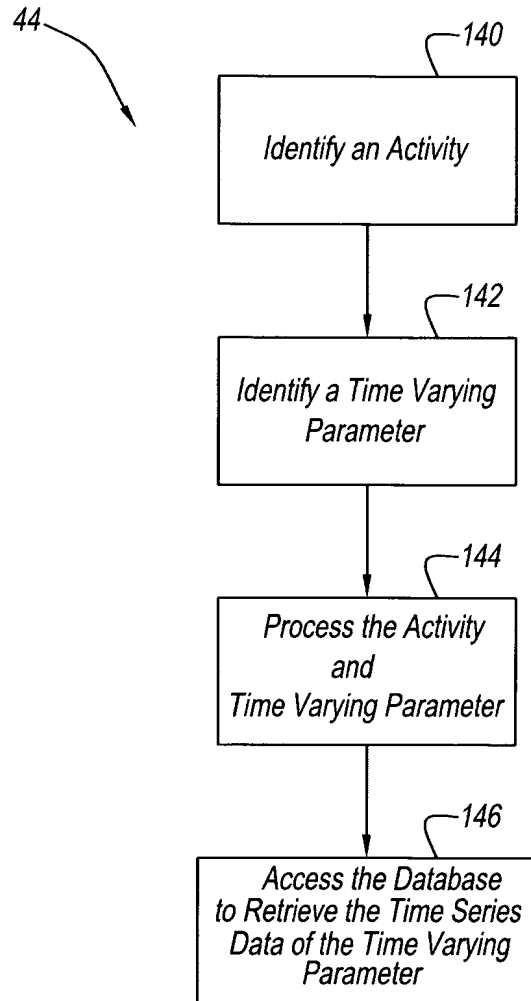 44
140
Identify an Activity
142
Identify a Time Varying
Parameter
144
Process the Activity
and
Time Varying Parameter
146
Access the Database
to Retrieve the Time Series
Data of the Time Varying
Parameter